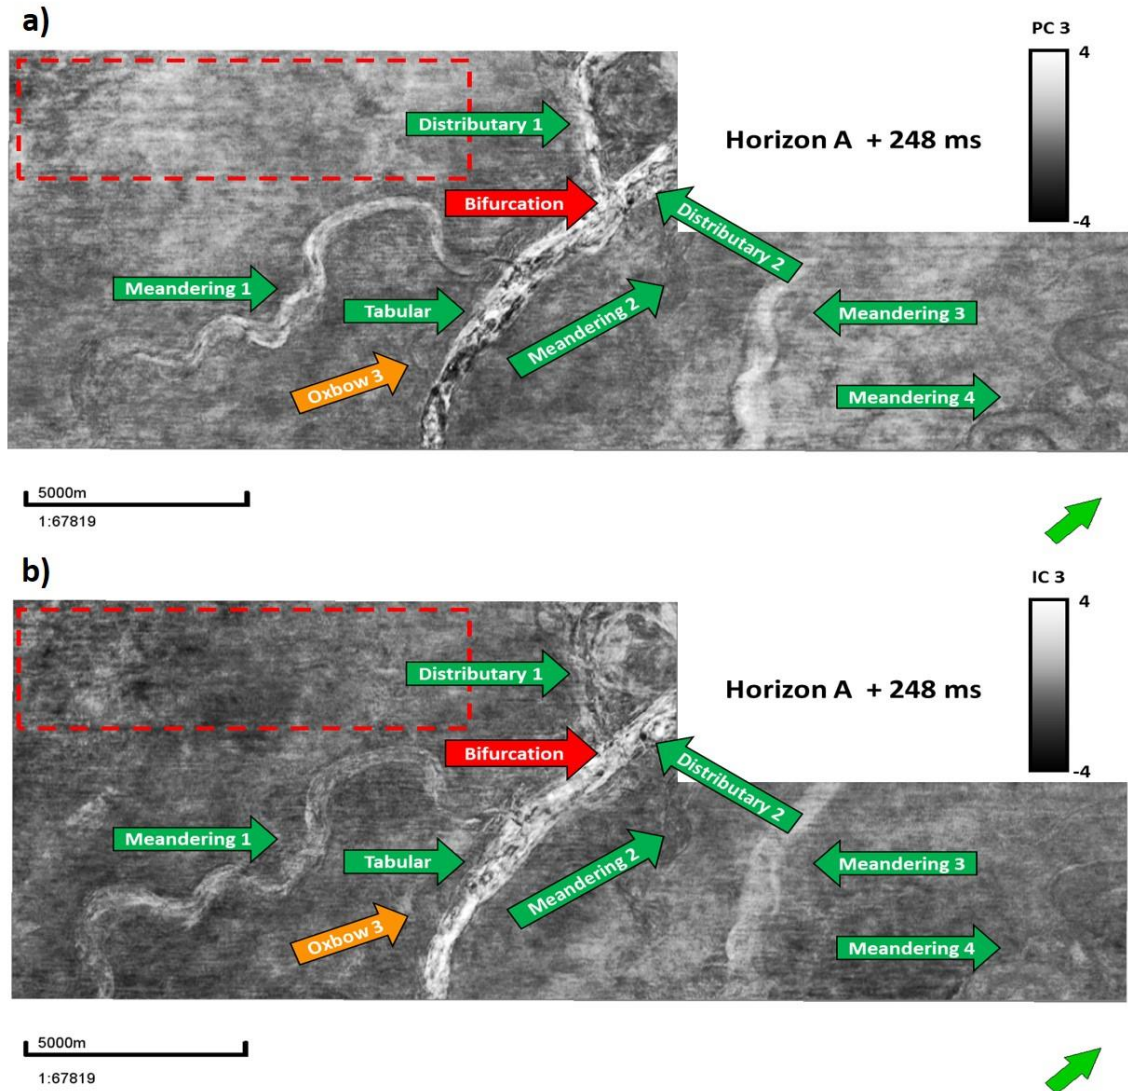 a)
PC 3
4
-4
Horizon A + 248 ms
Distributary 1
Bifurcation
Distributary 2
Meandering 1
Tabular
Meandering 2
Meandering 3
Oxbow 3
Meandering 4
5000m
1:67819
b)
IC 3
4
-4
Horizon A + 248 ms
Distributary 1
Bifurcation
Distributary 2
Meandering 1
Tabular
Meandering 2
Meandering 3
Oxbow 3
Meandering 4
5000m
1:67819